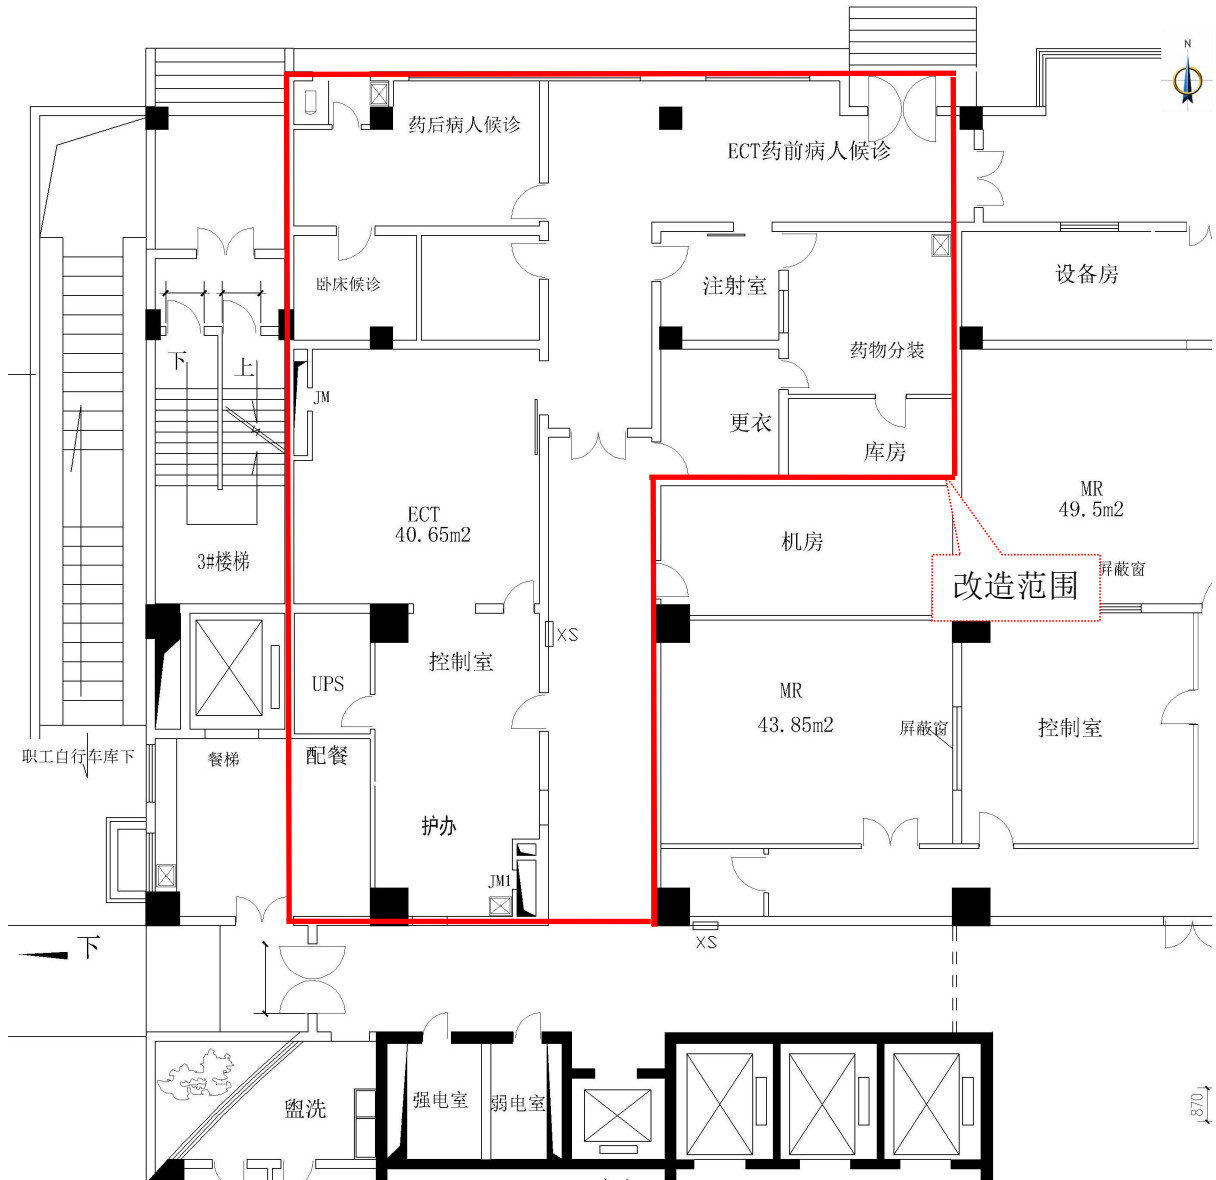 N
药后病人候诊
ECT药前病人候诊
卧床候诊
注射室
设备房
药物分装
下
上
JM
更衣
库房
ECT
40.65m2
MR
49.5m2
机房
3#楼梯
屏蔽窗
改造范围
XS
控制室
UPS
MR
43.85m2
屏蔽窗
控制室
职工自行车库下
餐梯
配餐
护办
JM1
下
XS
强电室
弱电室
盥洗
870